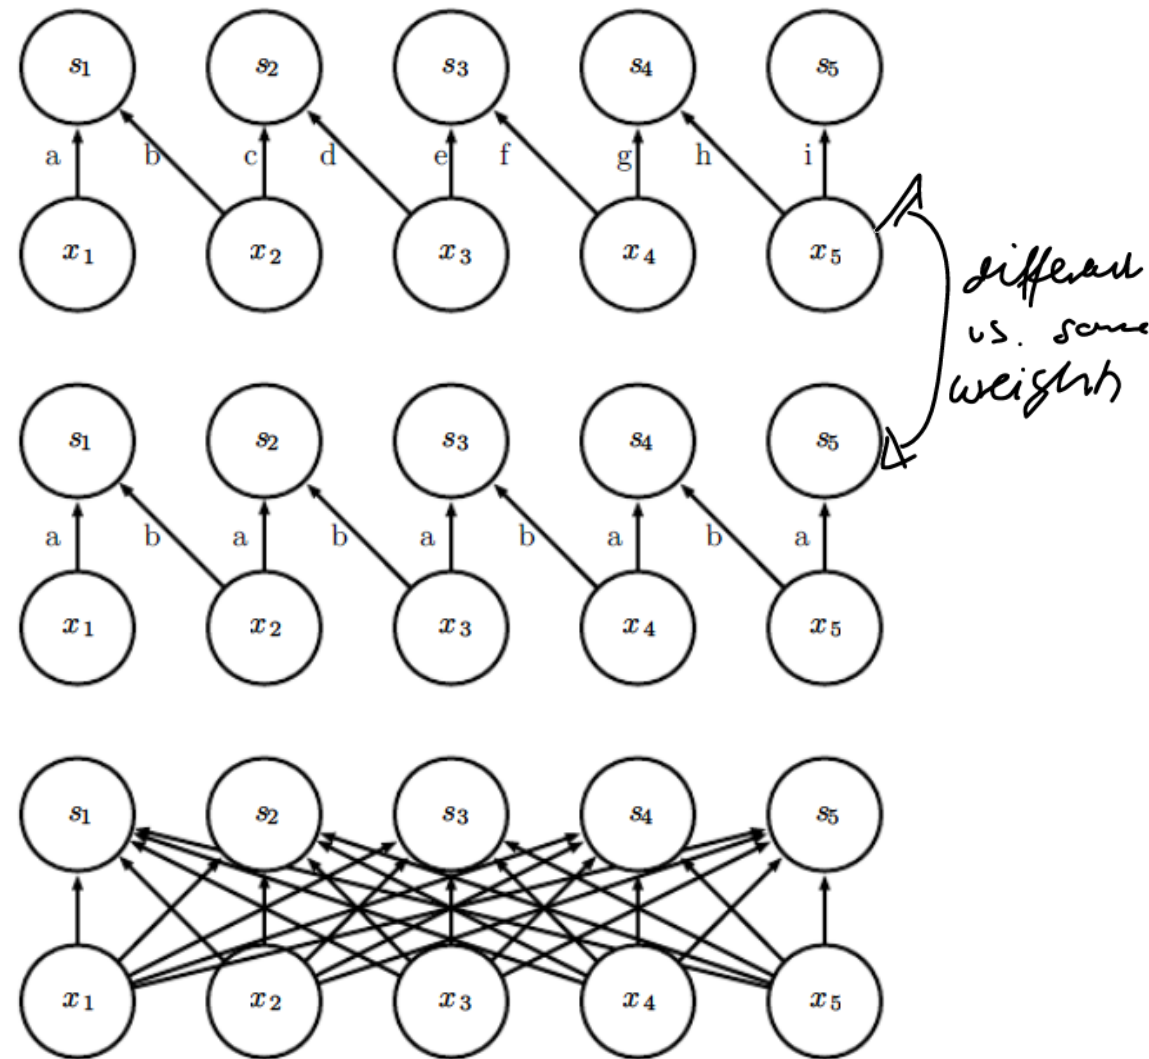 s1 s2 s3 s4 s5
a b c d e f g h i
x1 x2 x3 x4 x5
different
vs. same
weights
s1 s2 s3 s4 s5
a b a b a b a b a
x1 x2 x3 x4 x5
s1 s2 s3 s4 s5
x1 x2 x3 x4 x5